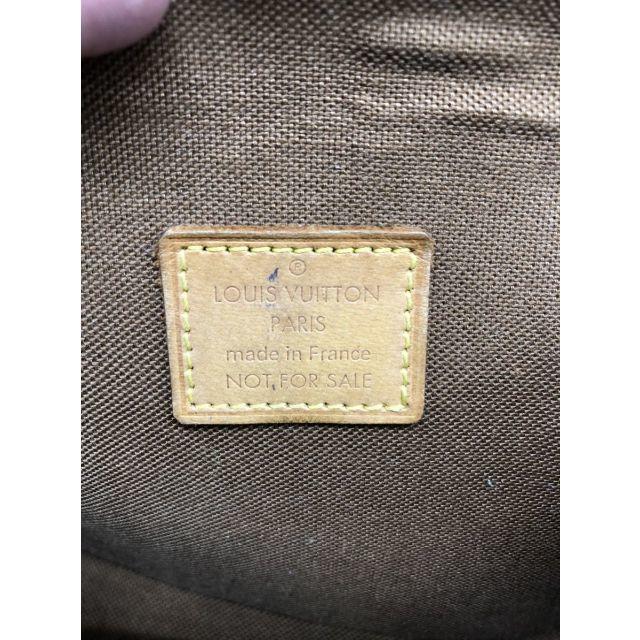 ®
LOUIS VUITTON
PARIS
made in France
NOT FOR SALE